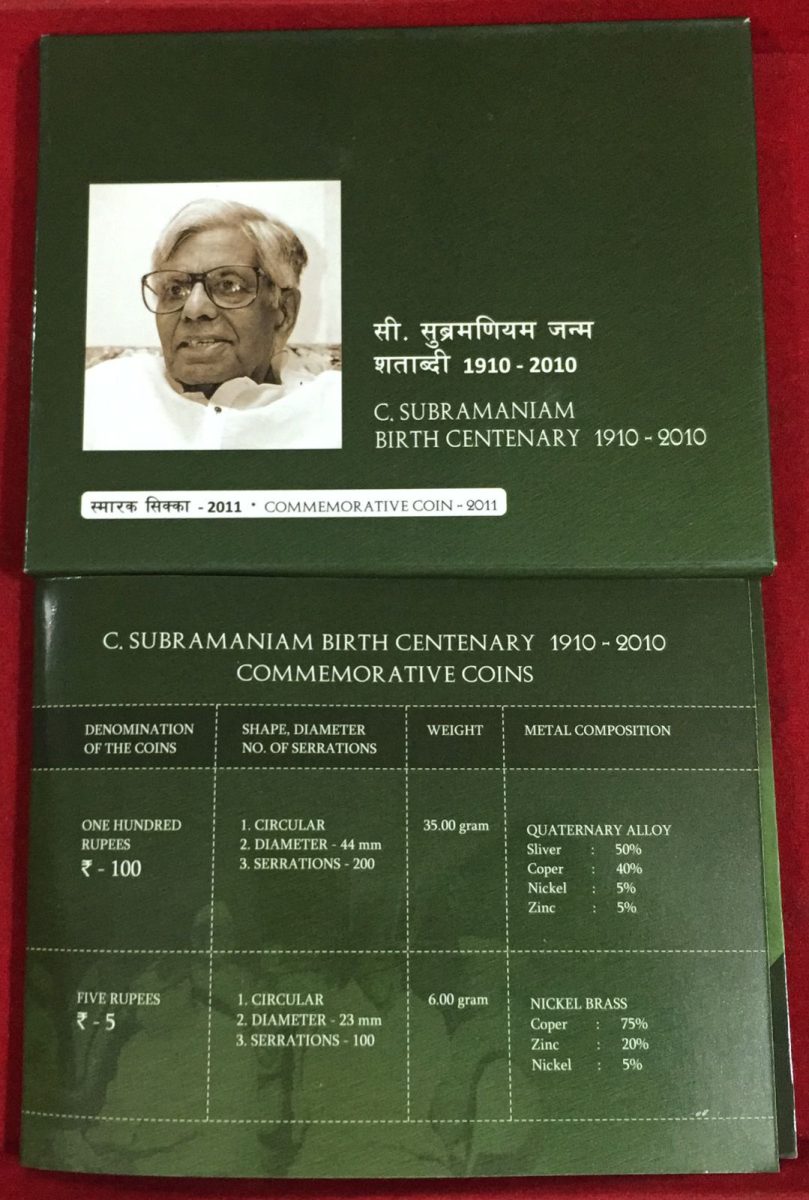 सी. सुब्रमणियम जन्म
शताब्दी 1910 - 2010
C. SUBRAMANIAM
BIRTH CENTENARY 1910 - 2010
स्मारक सिक्का - 2011 • COMMEMORATIVE COIN - 2011
C. SUBRAMANIAM BIRTH CENTENARY 1910 - 2010
COMMEMORATIVE COINS
DENOMINATION
OF THE COINS
SHAPE, DIAMETER
NO. OF SERRATIONS
WEIGHT
METAL COMPOSITION
ONE HUNDRED
RUPEES
₹ - 100
1. CIRCULAR
2. DIAMETER - 44 mm
3. SERRATIONS - 200
35.00 gram
QUATERNARY ALLOY
Sliver : 50%
Coper : 40%
Nickel : 5%
Zinc : 5%
FIVE RUPEES
₹ - 5
1. CIRCULAR
2. DIAMETER - 23 mm
3. SERRATIONS - 100
6.00 gram
NICKEL BRASS
Coper : 75%
Zinc : 20%
Nickel : 5%